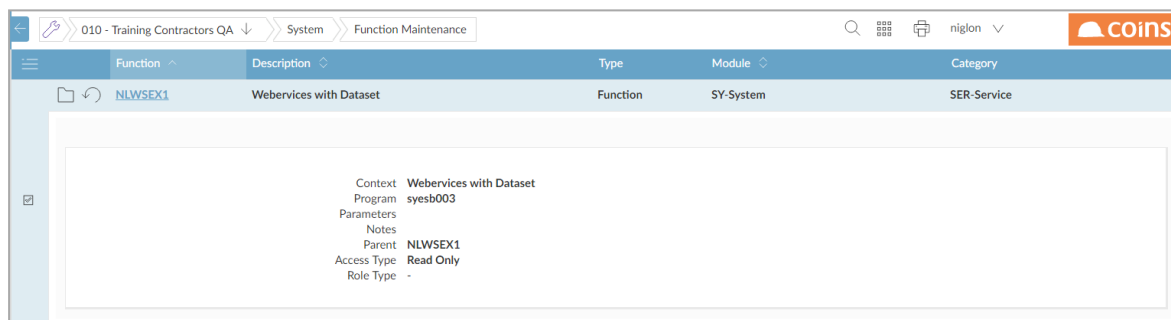 010 - Training Contractors QA System Function Maintenance niglon coins
Function Description Type Module Category
NLWSEX1 Webervices with Dataset Function SY-System SER-Service
Context Webervices with Dataset
Program syesb003
Parameters
Notes
Parent NLWSEX1
Access Type Read Only
Role Type -